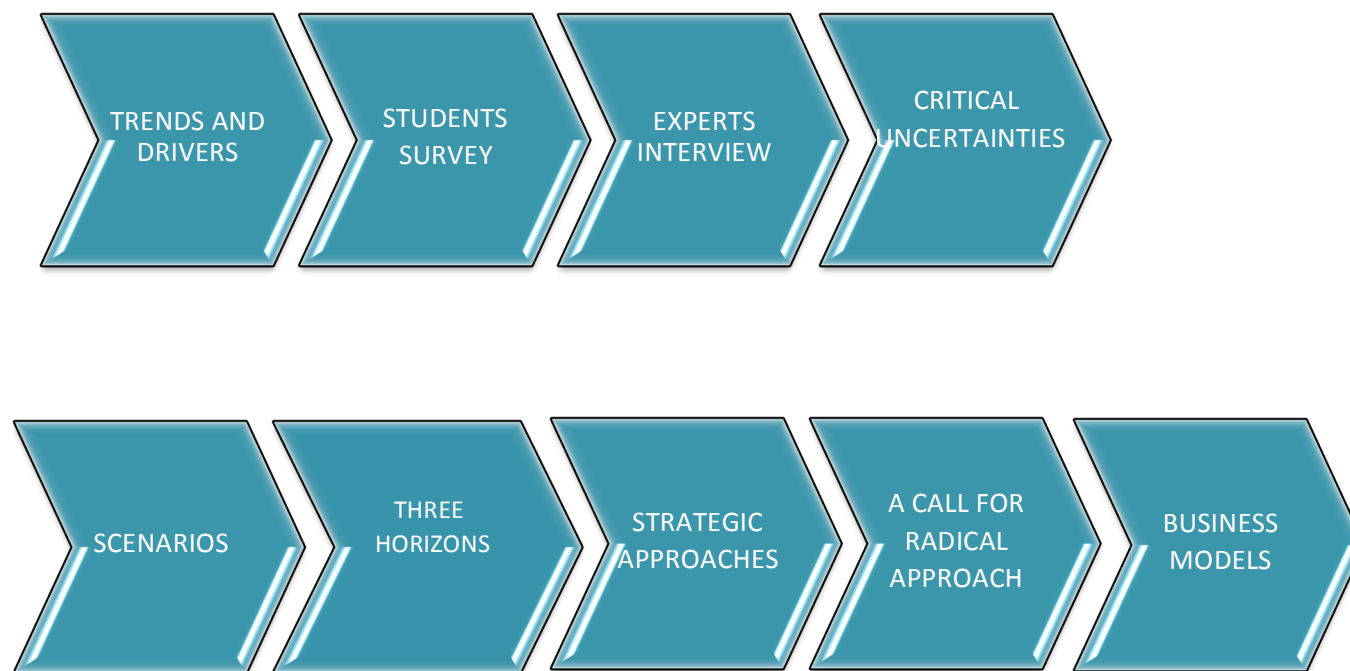 TRENDS AND
DRIVERS
STUDENTS
SURVEY
EXPERTS
INTERVIEW
CRITICAL
UNCERTAINTIES
SCENARIOS
THREE
HORIZONS
STRATEGIC
APPROACHES
A CALL FOR
RADICAL
APPROACH
BUSINESS
MODELS